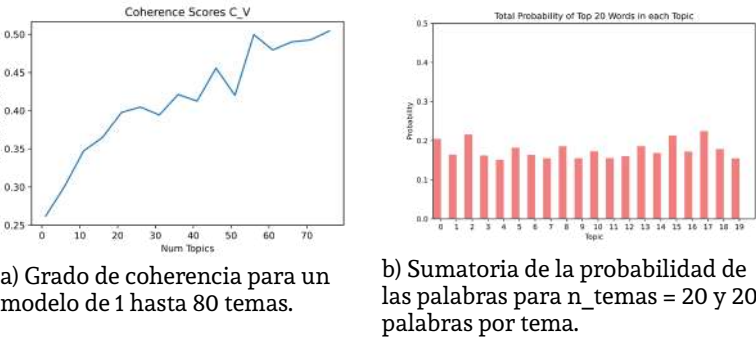 Coherence Scores C_V
0.50
0.45
0.40
0.35
0.30
0.25
0 10 20 30 40 50 60 70
Num Topics
a) Grado de coherencia para un
modelo de 1 hasta 80 temas.
Total Probability of Top 20 Words in each Topic
0.5
0.3
0.2
0.1
0.0
Probability
0 1 2 3 4 5 6 7 8 9 10 11 12 13 14 15 16 17 18 19
Topic
b) Sumatoria de la probabilidad de
las palabras para n_temas = 20 y 20
palabras por tema.